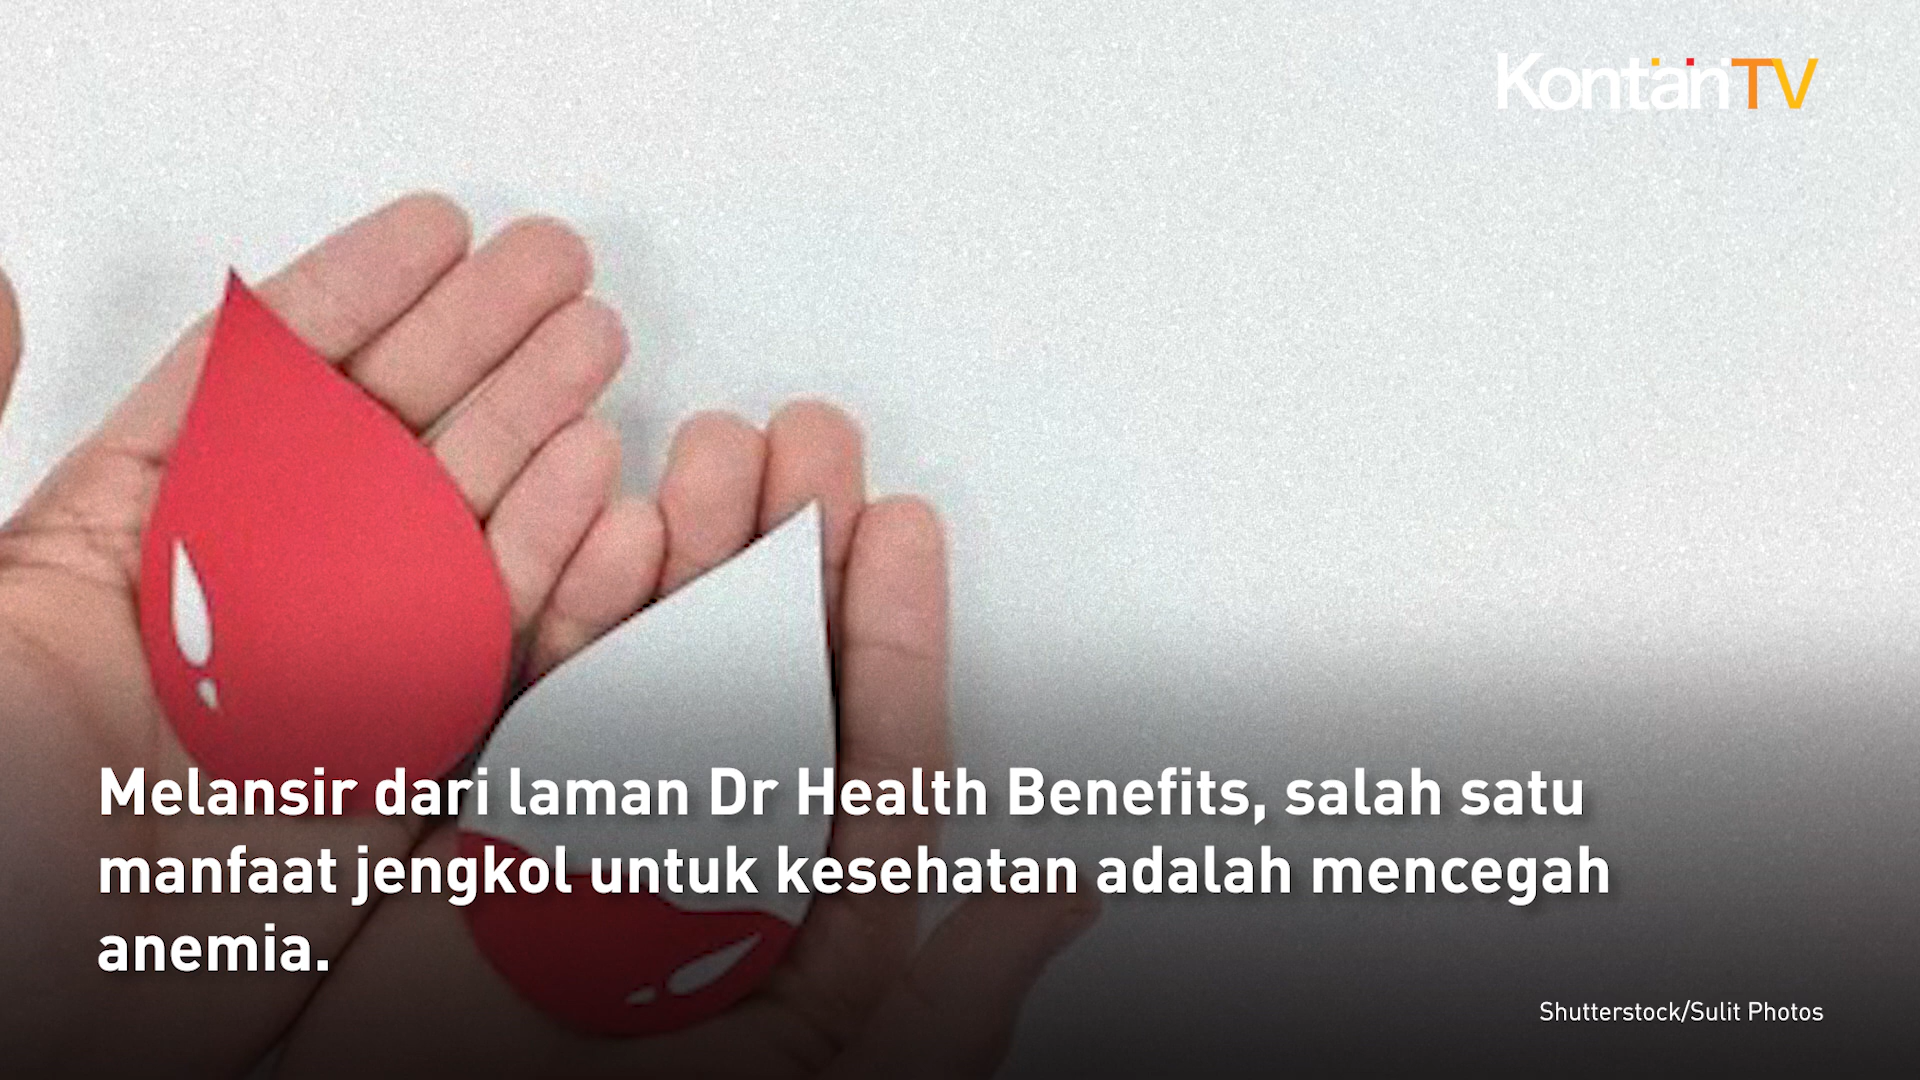 KontanTV
Melansir dari laman Dr Health Benefits, salah satu
manfaat jengkol untuk kesehatan adalah mencegah
anemia.
Shutterstock/Sulit Photos